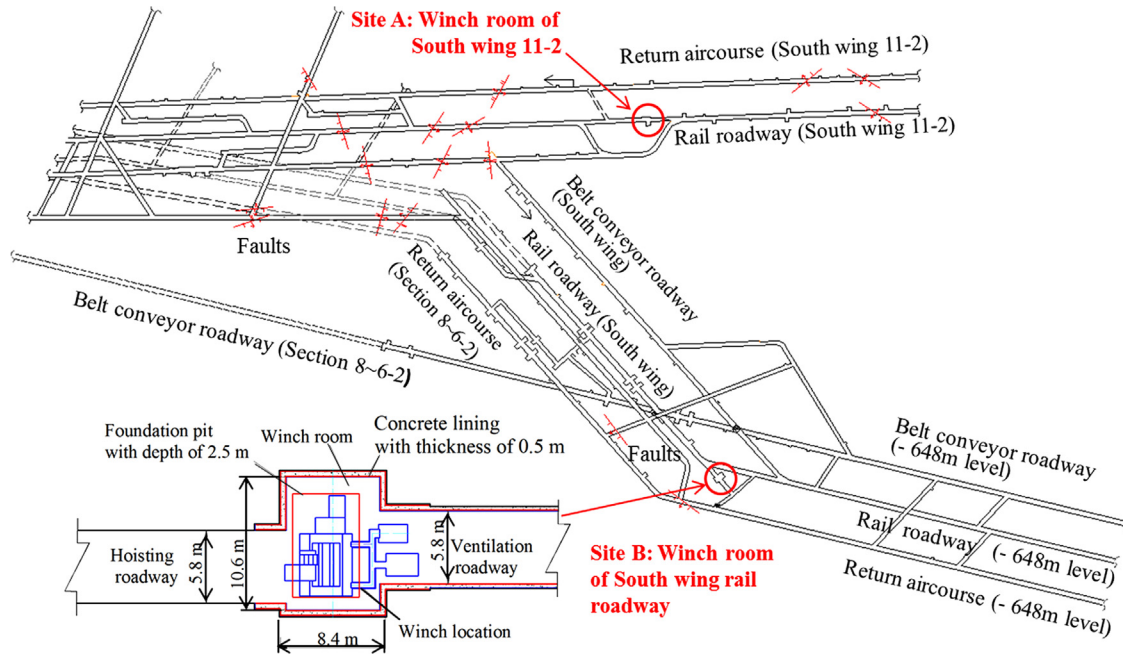 Site A: Winch room of
South wing 11-2
Return aircourse (South wing 11-2)
Rail roadway (South wing 11-2)
Belt conveyor roadway
(South wing)
Rail roadway (South wing)
Return aircourse
(Section 8~6-2)
Faults
Belt conveyor roadway (Section 8~6-2)
Faults
Belt conveyor roadway
(- 648m level)
Rail roadway (- 648m level)
Return aircourse (- 648m level)
Site B: Winch room
of South wing rail
roadway
Foundation pit
with depth of 2.5 m
Winch room
Concrete lining
with thickness of 0.5 m
Hoisting
roadway
5.8 m
10.6 m
5.8 m
Ventilation
roadway
Winch location
8.4 m